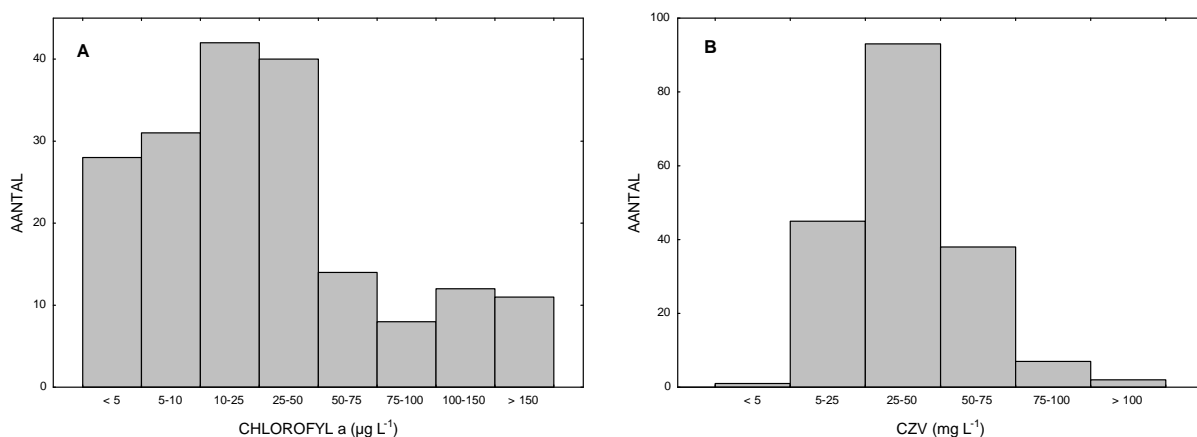 A
AANTAL
40
30
20
10
0
< 5 5-10 10-25 25-50 50-75 75-100 100-150 > 150
CHLOROFYL a (µg L-1)
B
AANTAL
100
80
60
40
20
0
< 5 5-25 25-50 50-75 75-100 > 100
CZV (mg L-1)